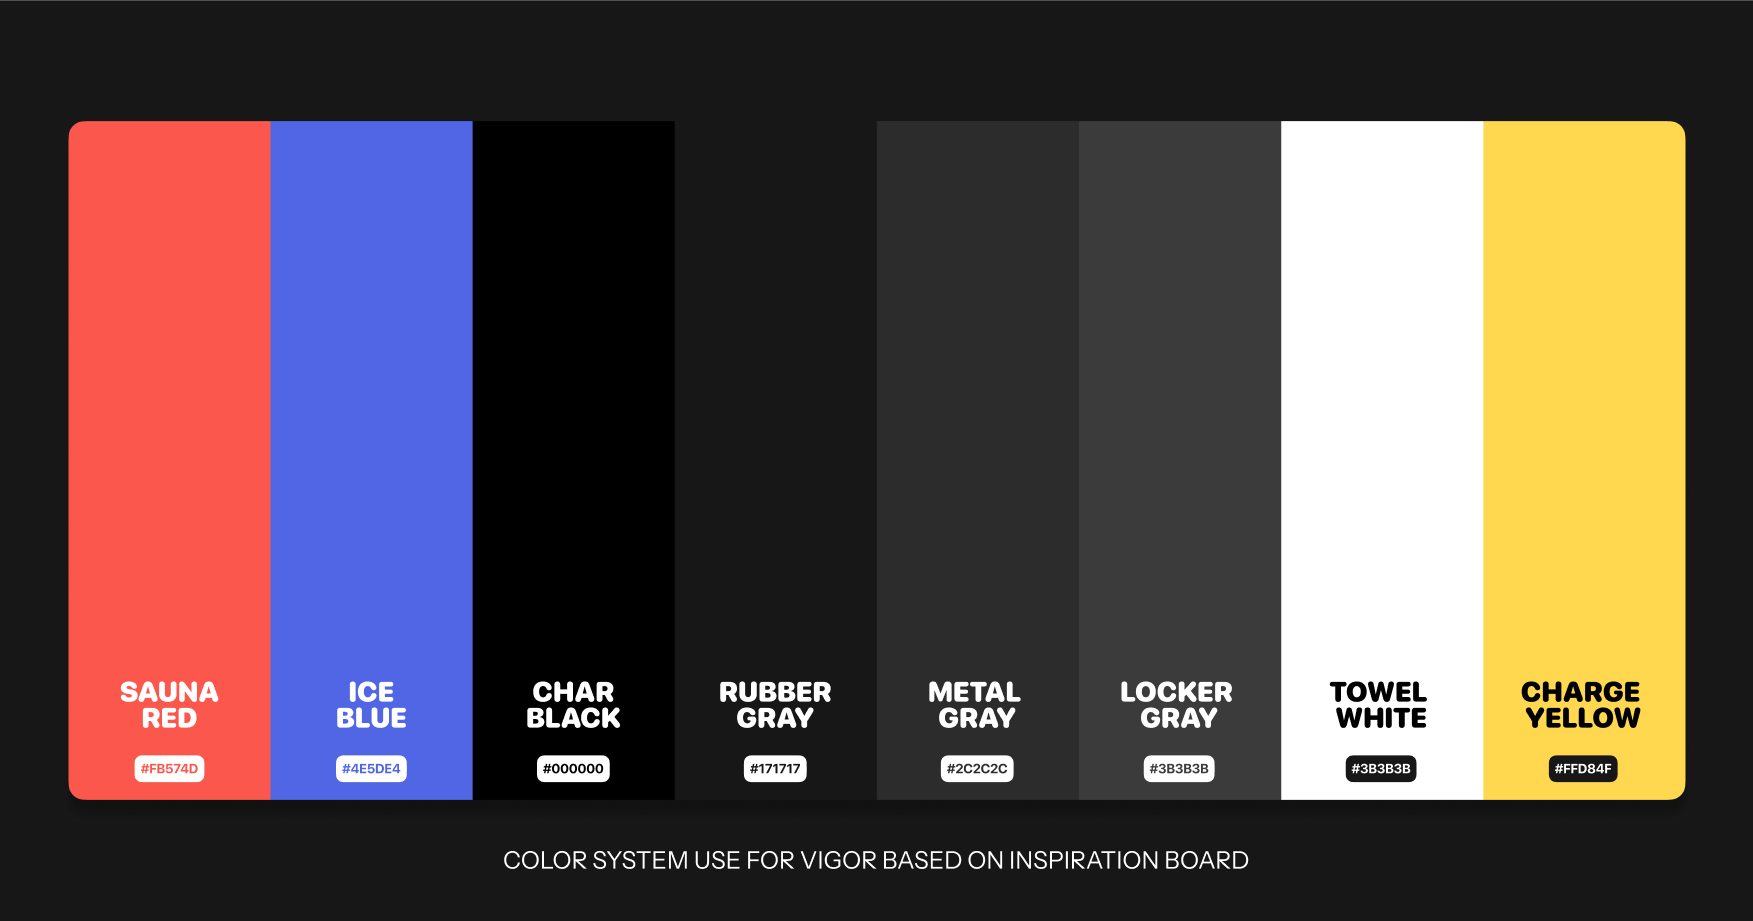 SAUNA
RED
#FB574D
ICE
BLUE
#4E5DE4
CHAR
BLACK
#000000
RUBBER
GRAY
#171717
METAL
GRAY
#2C2C2C
LOCKER
GRAY
#3B3B3B
TOWEL
WHITE
#3B3B3B
CHARGE
YELLOW
#FFD84F
COLOR SYSTEM USE FOR VIGOR BASED ON INSPIRATION BOARD